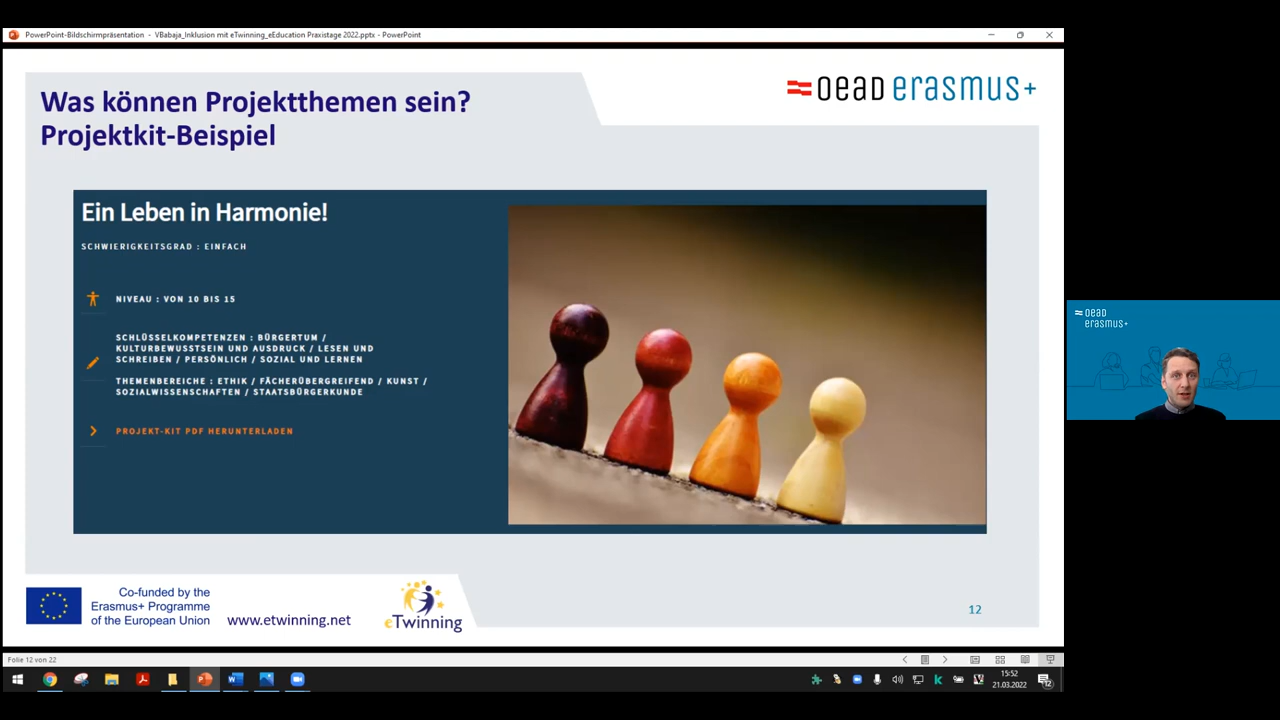 PowerPoint-Bildschirmpräsentation - VBabaja_Inklusion mit eTwinning_eEducation Praxistage 2022.pptx - PowerPoint
Was können Projektthemen sein?
Projektkit-Beispiel
oead erasmus+
Ein Leben in Harmonie!
SCHWIERIGKEITSGRAD : EINFACH
NIVEAU : VON 10 BIS 15
SCHLÜSSELKOMPETENZEN : BÜRGERTUM /
KULTURBEWUSSTSEIN UND AUSDRUCK / LESEN UND
SCHREIBEN / PERSÖNLICH / SOZIAL UND LERNEN
THEMENBEREICHE : ETHIK / FÄCHERÜBERGREIFEND / KUNST /
SOZIALWISSENSCHAFTEN / STAATSBÜRGERKUNDE
PROJEKT-KIT PDF HERUNTERLADEN
oead
erasmus+
Co-funded by the
Erasmus+ Programme
of the European Union
www.etwinning.net
eTwinning
12
Folie 12 von 22
15:52
21.03.2022
12